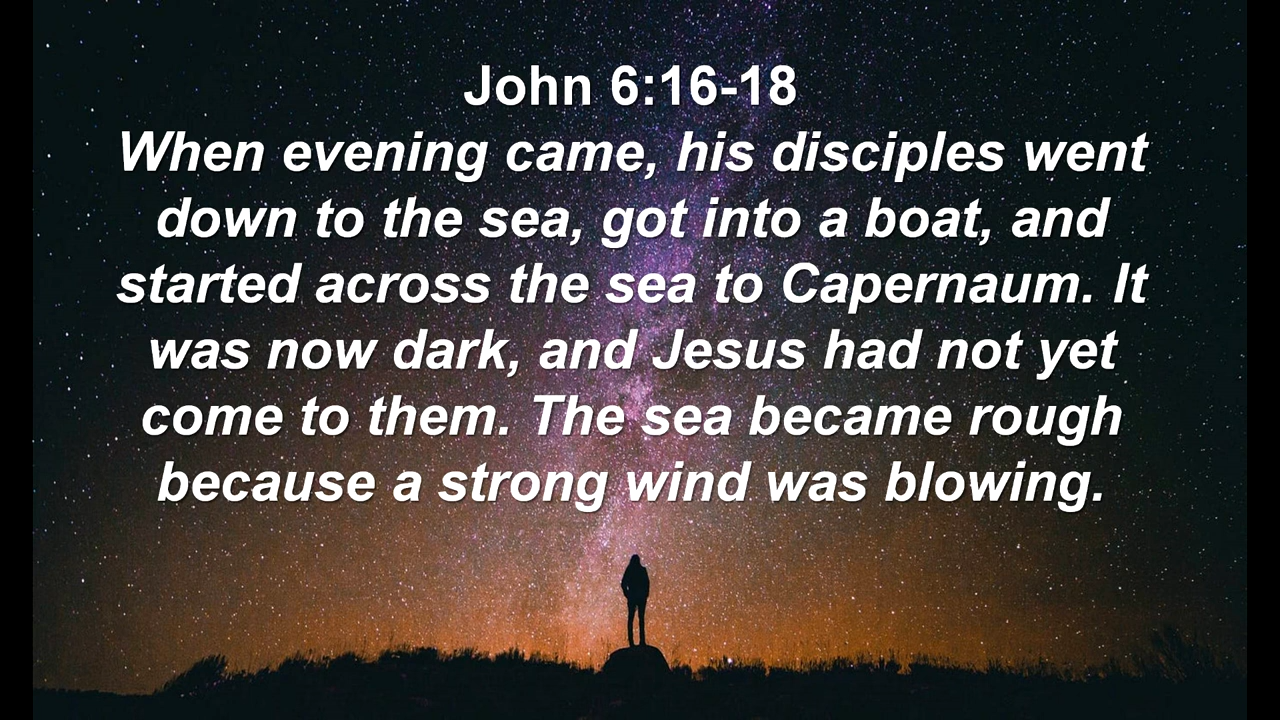 John 6:16-18
When evening came, his disciples went
down to the sea, got into a boat, and
started across the sea to Capernaum. It
was now dark, and Jesus had not yet
come to them. The sea became rough
because a strong wind was blowing.